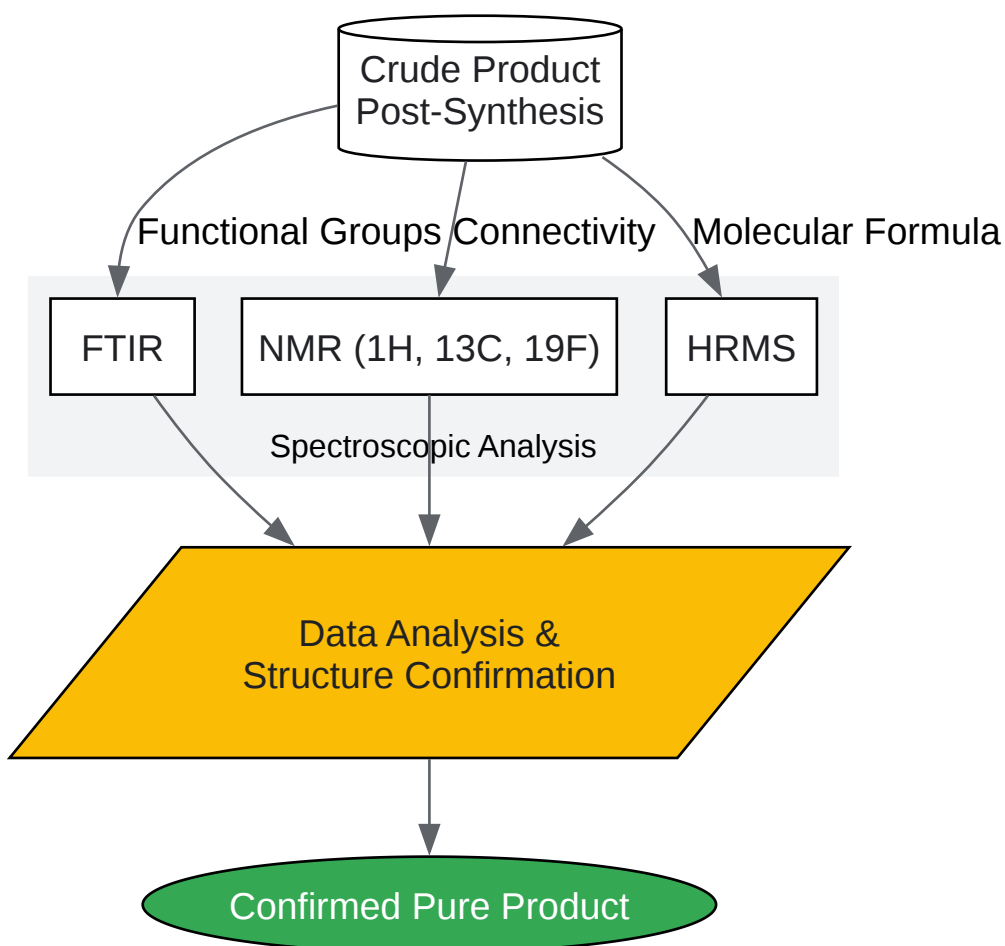 Crude Product
Post-Synthesis
Functional Groups
Connectivity
Molecular Formula
FTIR
NMR (1H, 13C, 19F)
HRMS
Spectroscopic Analysis
Data Analysis &
Structure Confirmation
Confirmed Pure Product